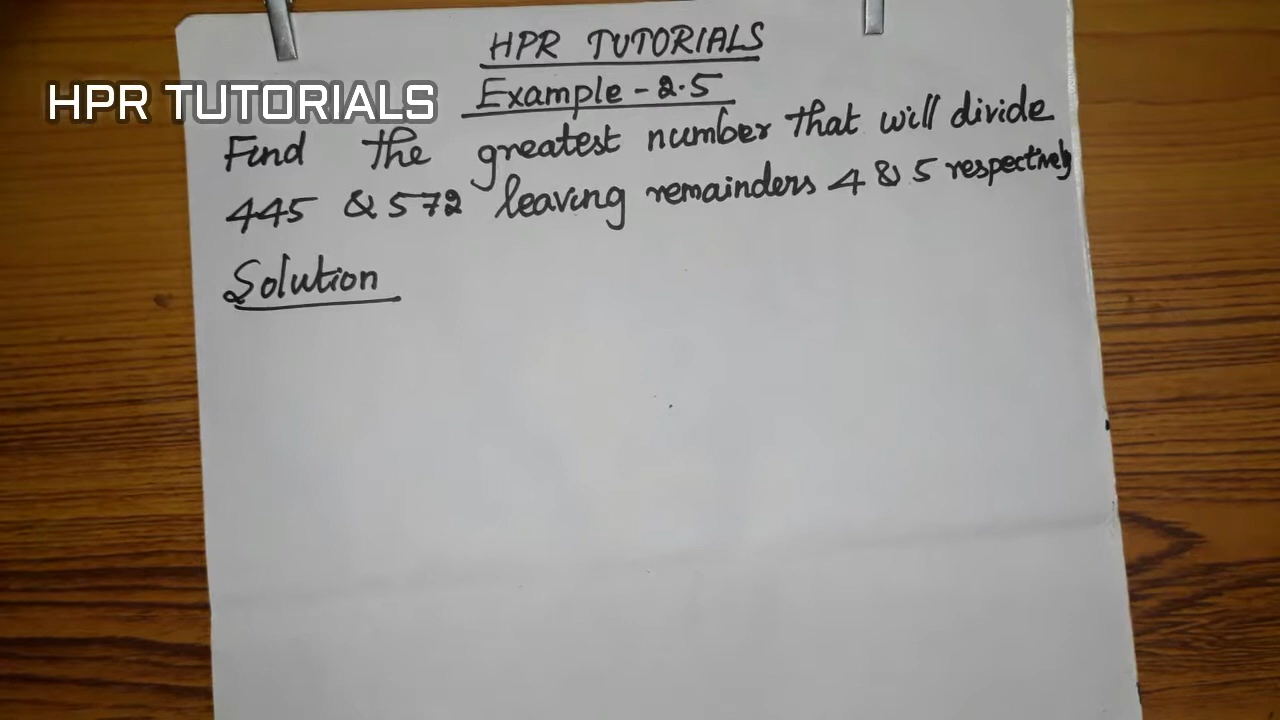 HPR TUTORIALS
HPR TUTORIALS
Example - 2.5
Find the greatest number that will divide
445 & 572 leaving remainders 4 & 5 respectively
Solution